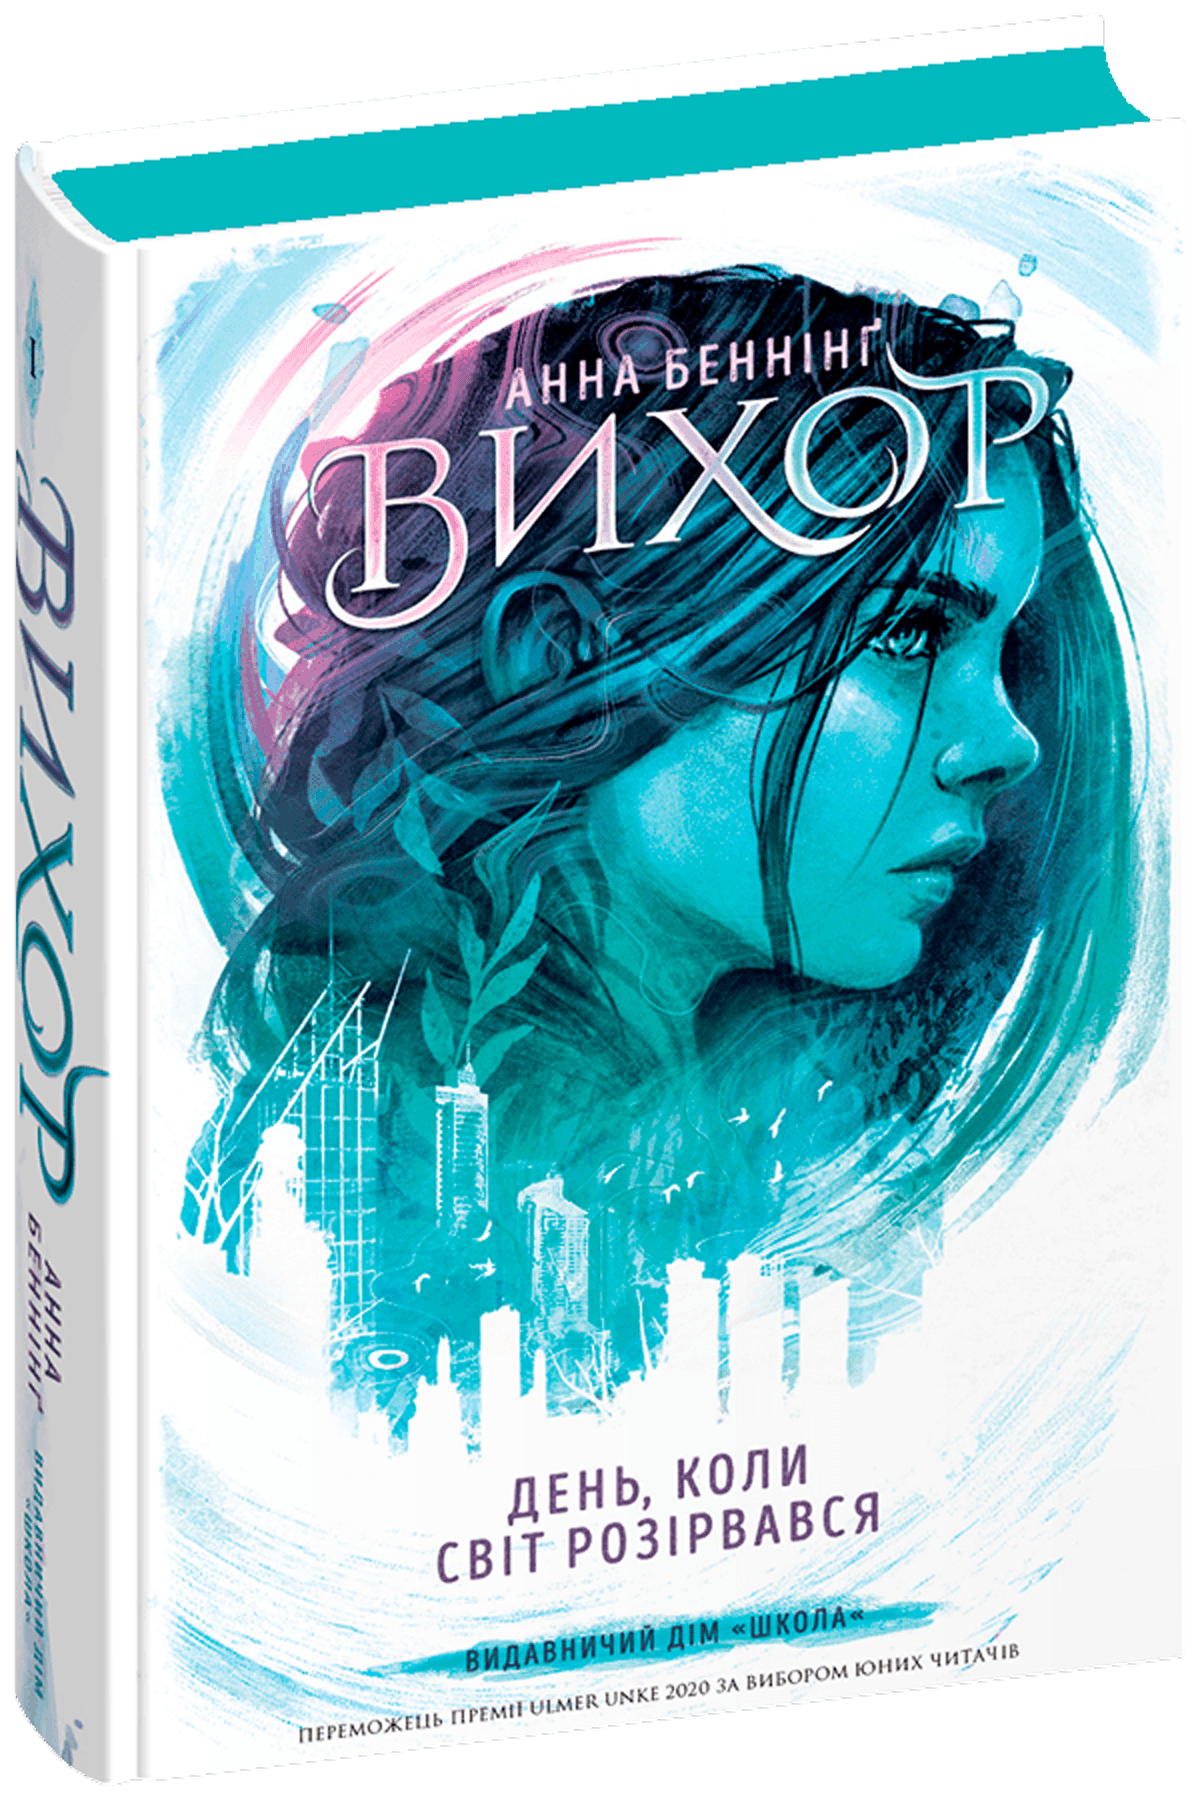 АННА БЕННІНҐ
ВИХОР
ДЕНЬ, КОЛИ
СВІТ РОЗІРВАВСЯ
ВИДАВНИЧИЙ ДІМ «ШКОЛА“
ПЕРЕМОЖЕЦЬ ПРЕМІЇ ULMER UNKE 2020 ЗА ВИБОРОМ ЮНИХ ЧИТАЧІВ
I
ВИХОР
АННА
БЕННІНҐ
ВИДАВНИЧИЙ ДІМ
«ШКОЛА“